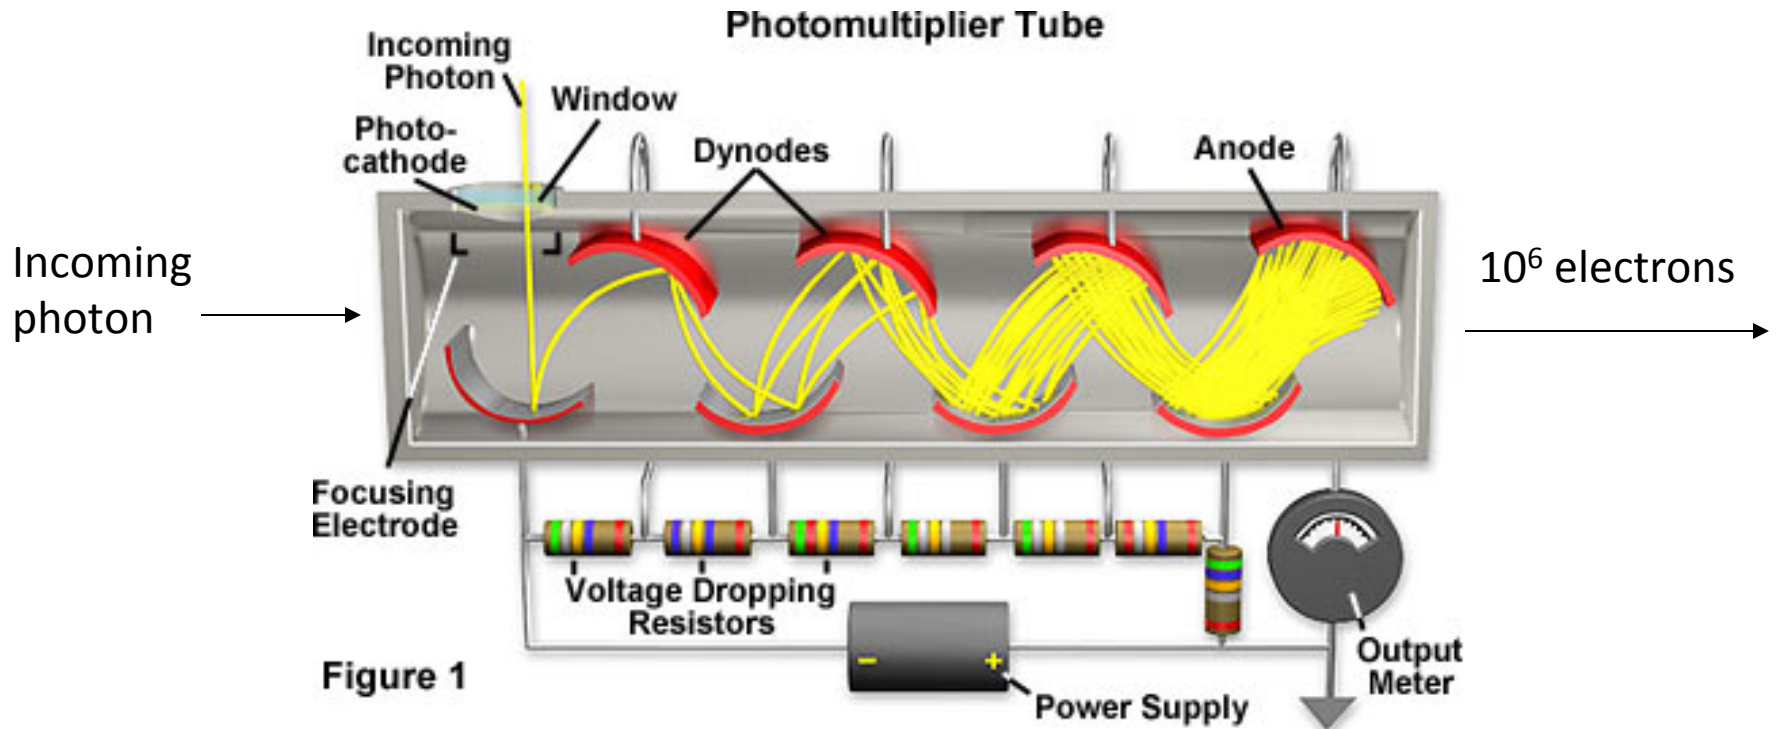 Photomultiplier Tube
Incoming
Photon
Window
Photo-
cathode
Dynodes
Anode
Incoming
photon
10⁶ electrons
Focusing
Electrode
Voltage Dropping
Resistors
Output
Meter
Figure 1
− +
Power Supply